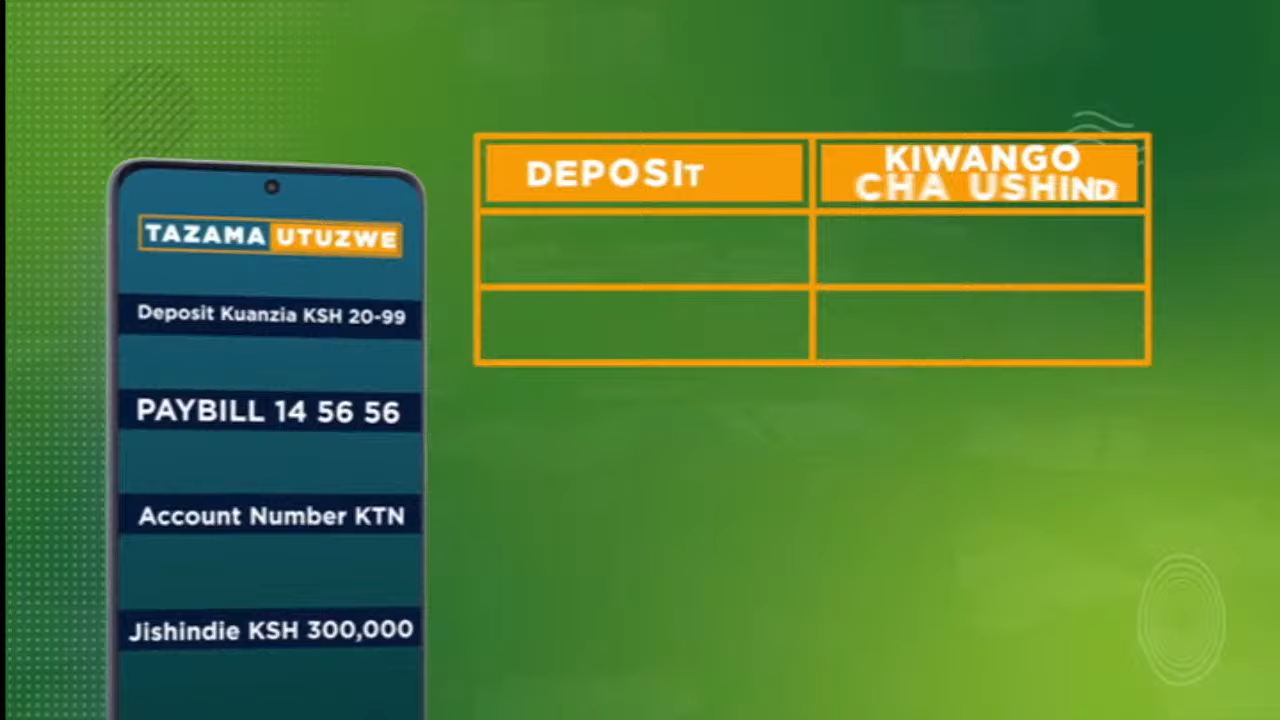 TAZAMA UTUZWE
Deposit Kuanzia KSH 20-99
PAYBILL 14 56 56
Account Number KTN
Jishindie KSH 300,000
DEPOSIT
KIWANGO
CHA USHIND